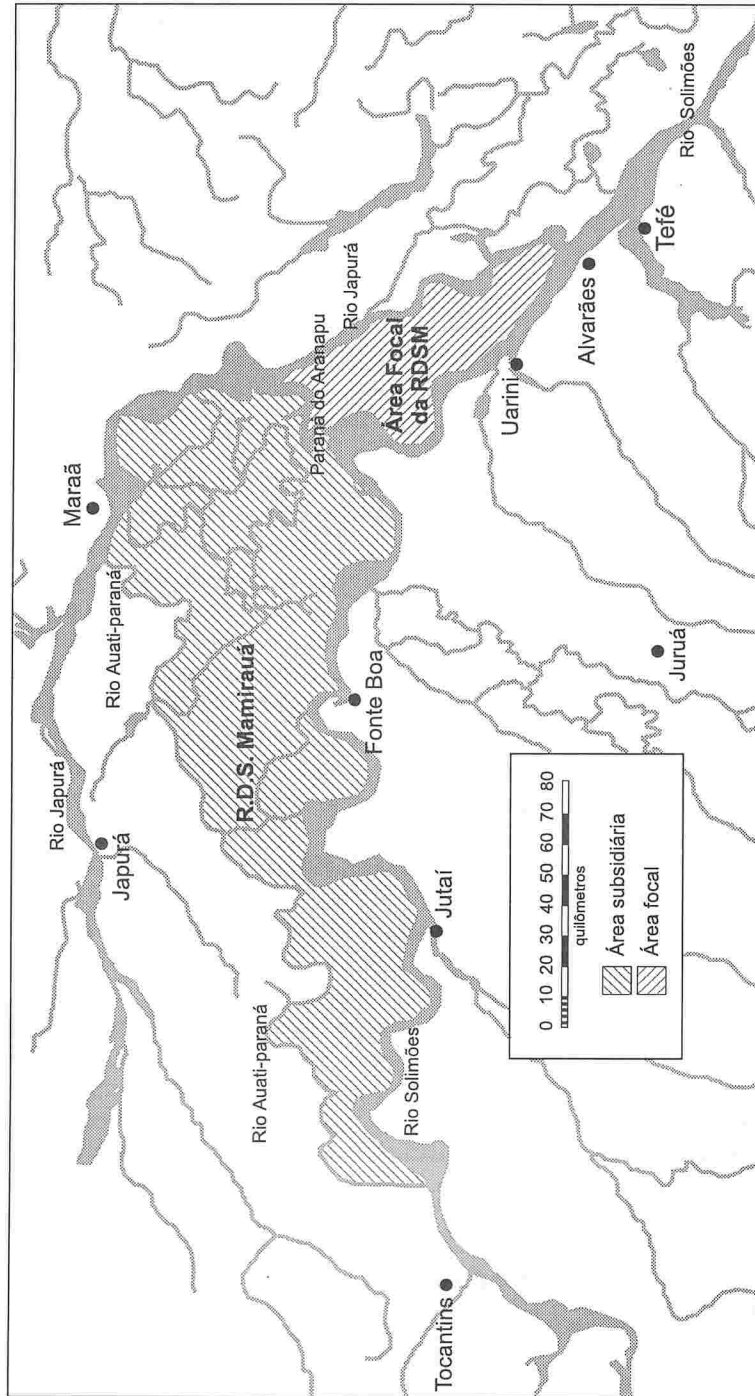 Maraã
Rio Japurá
Japurá
Rio Auati-paraná
Rio Auati-paraná
R.D.S. Mamirauá
Paraná do Aranapu
Rio Japurá
Área Focal
da RDSM
Rio Solimões
Tocantins
Jutaí
Fonte Boa
Juruá
Uarini
Alvarães
Tefé
Rio Solimões
0 10 20 30 40 50 60 70 80
quilômetros
Área subsidiária
Área focal